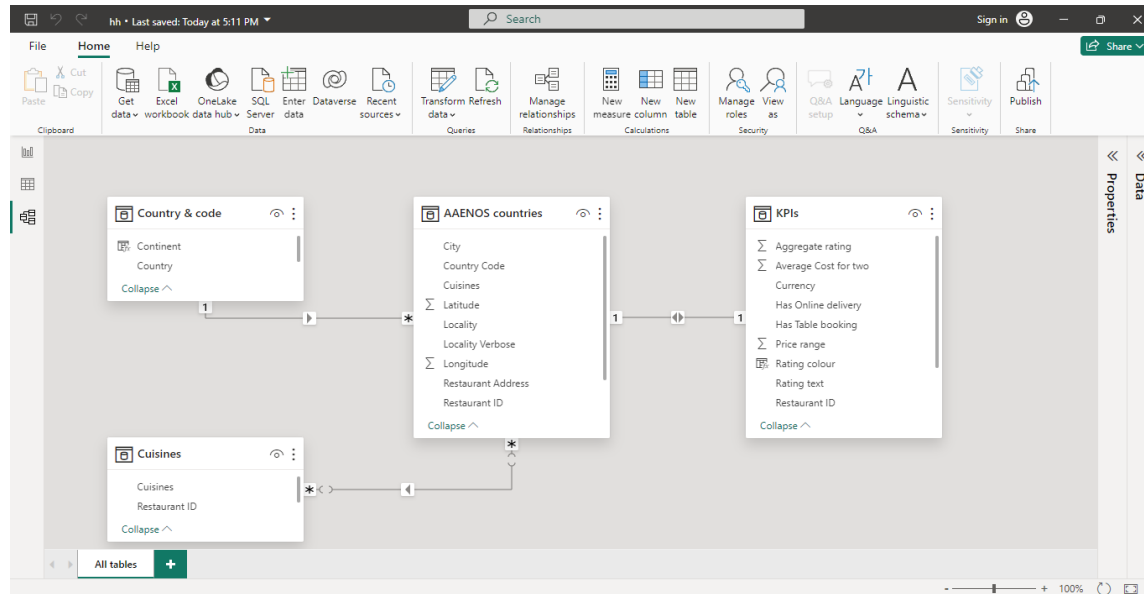 hh • Last saved: Today at 5:11 PM
Search
Sign in
File Home Help
Share
Paste
Cut
Copy
Get data
Excel workbook
OneLake data hub
SQL Server
Enter data
Dataverse
Recent sources
Transform data
Refresh
Manage relationships
New measure
New column
New table
Manage roles
View as
Q&A setup
Language
Linguistic schema
Sensitivity
Publish
Clipboard
Data
Queries
Relationships
Calculations
Security
Q&A
Sensitivity
Share
Country & code
Continent
Country
Collapse
1
*
AAENOS countries
City
Country Code
Cuisines
Σ Latitude
Locality
Locality Verbose
Σ Longitude
Restaurant Address
Restaurant ID
Collapse
1
1
KPIs
Σ Aggregate rating
Σ Average Cost for two
Currency
Has Online delivery
Has Table booking
Σ Price range
Rating colour
Rating text
Restaurant ID
Collapse
*
Cuisines
Cuisines
Restaurant ID
Collapse
*
Properties
Data
All tables
+
- + 100%